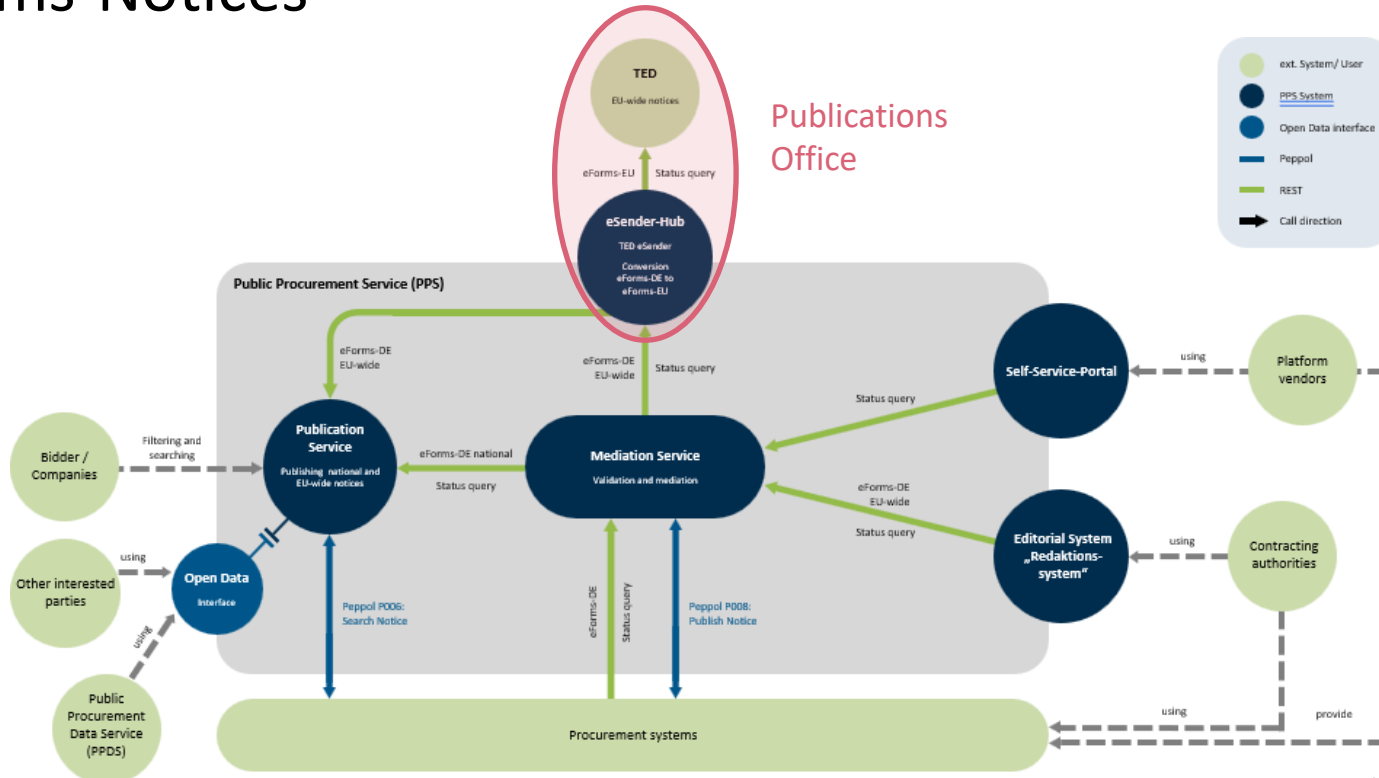 ms-Notices
TED
EU-wide notices
Publications
Office
eForms-EU
Status query
eSender-Hub
TED eSender
Conversion
eForms-DE to
eForms-EU
ext. System/ User
PPS System
Open Data interface
Peppol
REST
Call direction
Public Procurement Service (PPS)
eForms-DE
EU-wide
eForms-DE
EU-wide
Status query
Self-Service-Portal
using
Platform
vendors
Status query
Bidder /
Companies
Filtering and
searching
Publication
Service
Publishing national and
EU-wide notices
eForms-DE national
Status query
Mediation Service
Validation and mediation
eForms-DE
EU-wide
Status query
Editorial System
„Redaktions-
system“
using
Contracting
authorities
Other interested
parties
using
Open Data
Interface
using
Public
Procurement
Data Service
(PPDS)
Peppol P006:
Search Notice
eForms-DE
Status query
Peppol P008:
Publish Notice
Procurement systems
using
provide